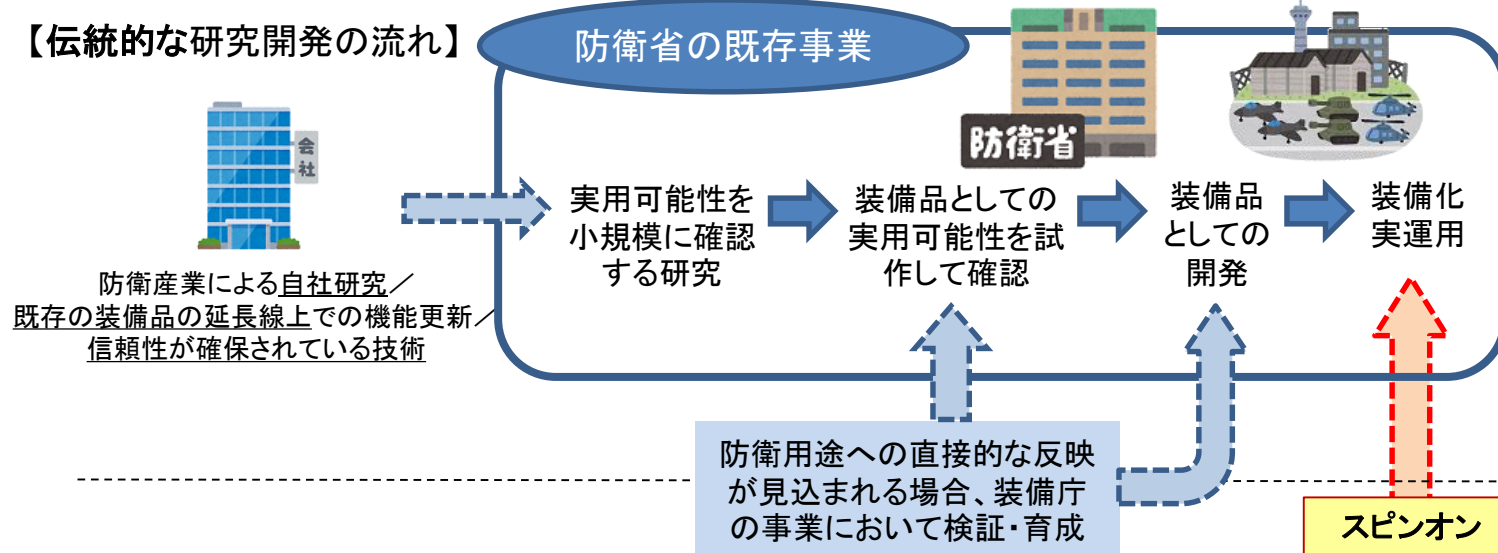 【伝統的な研究開発の流れ】
防衛省の既存事業
会社
防衛省
実用可能性を
小規模に確認
する研究
装備品としての
実用可能性を試
作して確認
装備品
としての
開発
装備化
実運用
防衛産業による自社研究／
既存の装備品の延長線上での機能更新／
信頼性が確保されている技術
防衛用途への直接的な反映
が見込まれる場合、装備庁
の事業において検証・育成
スピンオン